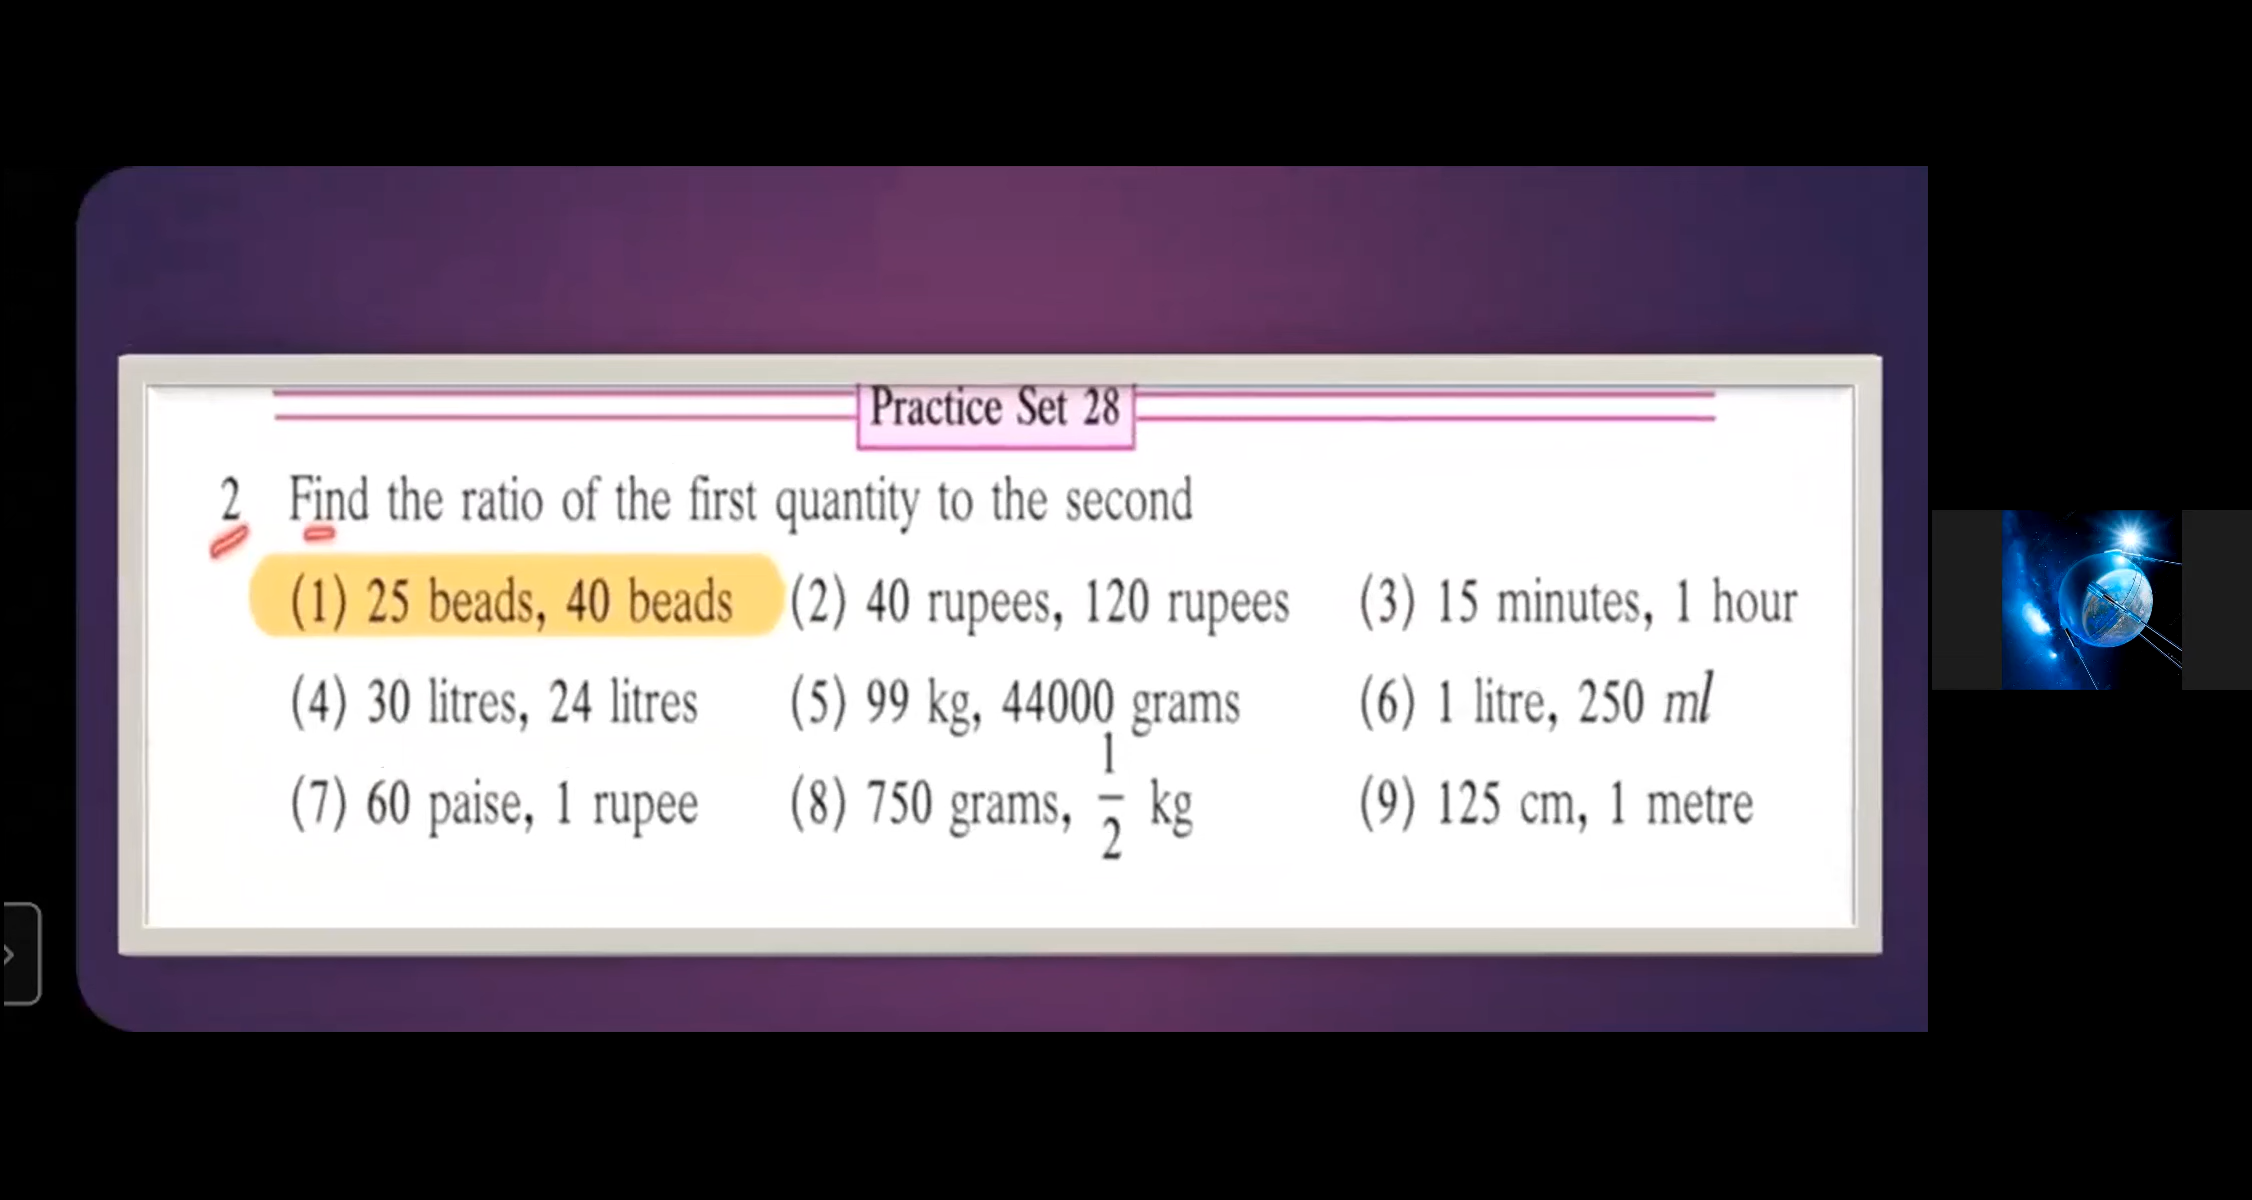 Practice Set 28
2 Find the ratio of the first quantity to the second
(1) 25 beads, 40 beads (2) 40 rupees, 120 rupees (3) 15 minutes, 1 hour
(4) 30 litres, 24 litres (5) 99 kg, 44000 grams (6) 1 litre, 250 ml
(7) 60 paise, 1 rupee (8) 750 grams, 1/2 kg (9) 125 cm, 1 metre